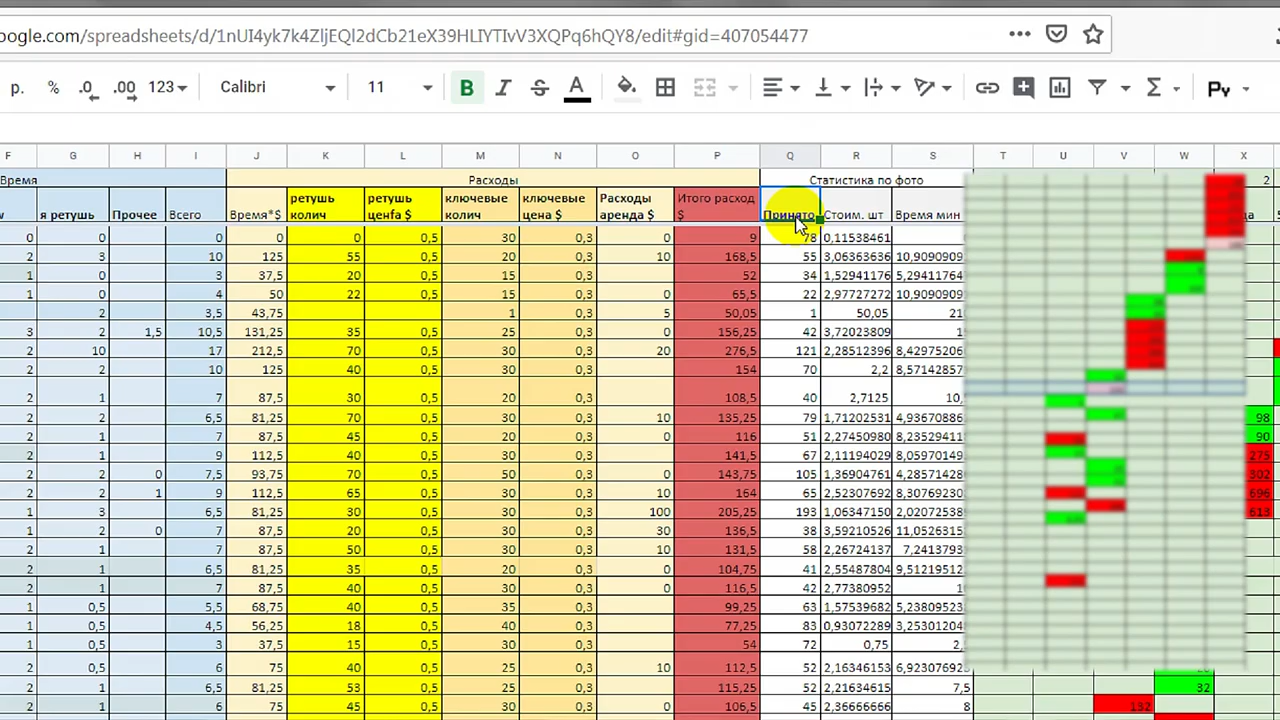 oogle.com/spreadsheets/d/1nUI4yk7k4ZljEQl2dCb21eX39HLIYTIvV3XQPq6hQY8/edit#gid=407054477
р. % .0 .00 123 Calibri 11 B I S A Σ Ру
F G H I J K L M N O P Q R S T U V W X
Время Расходы Статистика по фото 2
я ретушь Прочее Всего Время*$ ретушь колич ретушь ценfа $ ключевые колич ключевые цена $ Расходы аренда $ Итого расход $ Принято Стоим. шт Время мин
0 0 0 0 0 0,5 30 0,3 0 9 78 0,11538461
2 3 10 125 55 0,5 20 0,3 10 168,5 55 3,06363636 10,9090909
1 0 3 37,5 20 0,5 15 0,3 0 52 34 1,52941176 5,29411764
1 0 4 50 22 0,5 15 0,3 0 65,5 22 2,97727272 10,9090909
2 3,5 43,75 1 0,3 5 50,05 1 50,05 21
3 2 1,5 10,5 131,25 35 0,5 25 0,3 0 156,25 42 3,72023809 1
2 10 17 212,5 70 0,5 30 0,3 20 276,5 121 2,28512396 8,42975206
2 2 10 125 40 0,5 30 0,3 0 154 70 2,2 8,57142857
2 1 7 87,5 30 0,5 20 0,3 0 108,5 40 2,7125 10,
2 0 6,5 81,25 70 0,5 30 0,3 10 135,25 79 1,71202531 4,93670886 98
2 1 7 87,5 45 0,5 20 0,3 0 116 51 2,27450980 8,23529411 90
2 1 9 112,5 40 0,5 30 0,3 0 141,5 67 2,11194029 8,05970149 275
2 2 0 7,5 93,75 70 0,5 50 0,3 0 143,75 105 1,36904761 4,28571428 302
2 2 1 9 112,5 65 0,5 30 0,3 10 164 65 2,52307692 8,30769230 696
1 3 6,5 81,25 30 0,5 30 0,3 100 205,25 193 1,06347150 2,02072538 613
1 2 0 7 87,5 20 0,5 30 0,3 30 136,5 38 3,59210526 11,0526315
2 1 7 87,5 50 0,5 30 0,3 10 131,5 58 2,26724137 7,2413793
2 1 6,5 81,25 35 0,5 20 0,3 0 104,75 41 2,55487804 9,51219512
2 1 7 87,5 40 0,5 30 0,3 0 116,5 42 2,77380952 1
1 0,5 5,5 68,75 40 0,5 35 0,3 99,25 63 1,57539682 5,23809523
1 0,5 4,5 56,25 18 0,5 40 0,3 77,25 83 0,93072289 3,25301204
1 0,5 3 37,5 15 0,5 30 0,3 54 72 0,75 2,
2 0,5 6 75 40 0,5 25 0,3 10 112,5 52 2,16346153 6,92307692
2 1 6,5 81,25 53 0,5 25 0,3 115,25 52 2,21634615 7,5 32
2 1 6 75 40 0,5 25 0,3 106,5 45 2,36666666 8 132